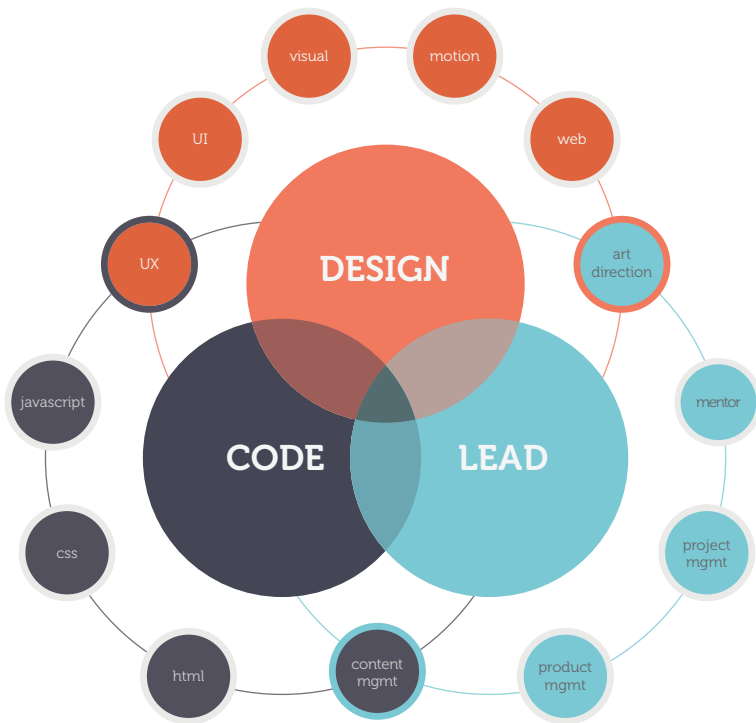 visual
motion
UI
web
DESIGN
UX
art
direction
javascript
mentor
CODE
LEAD
css
project
mgmt
html
content
mgmt
product
mgmt